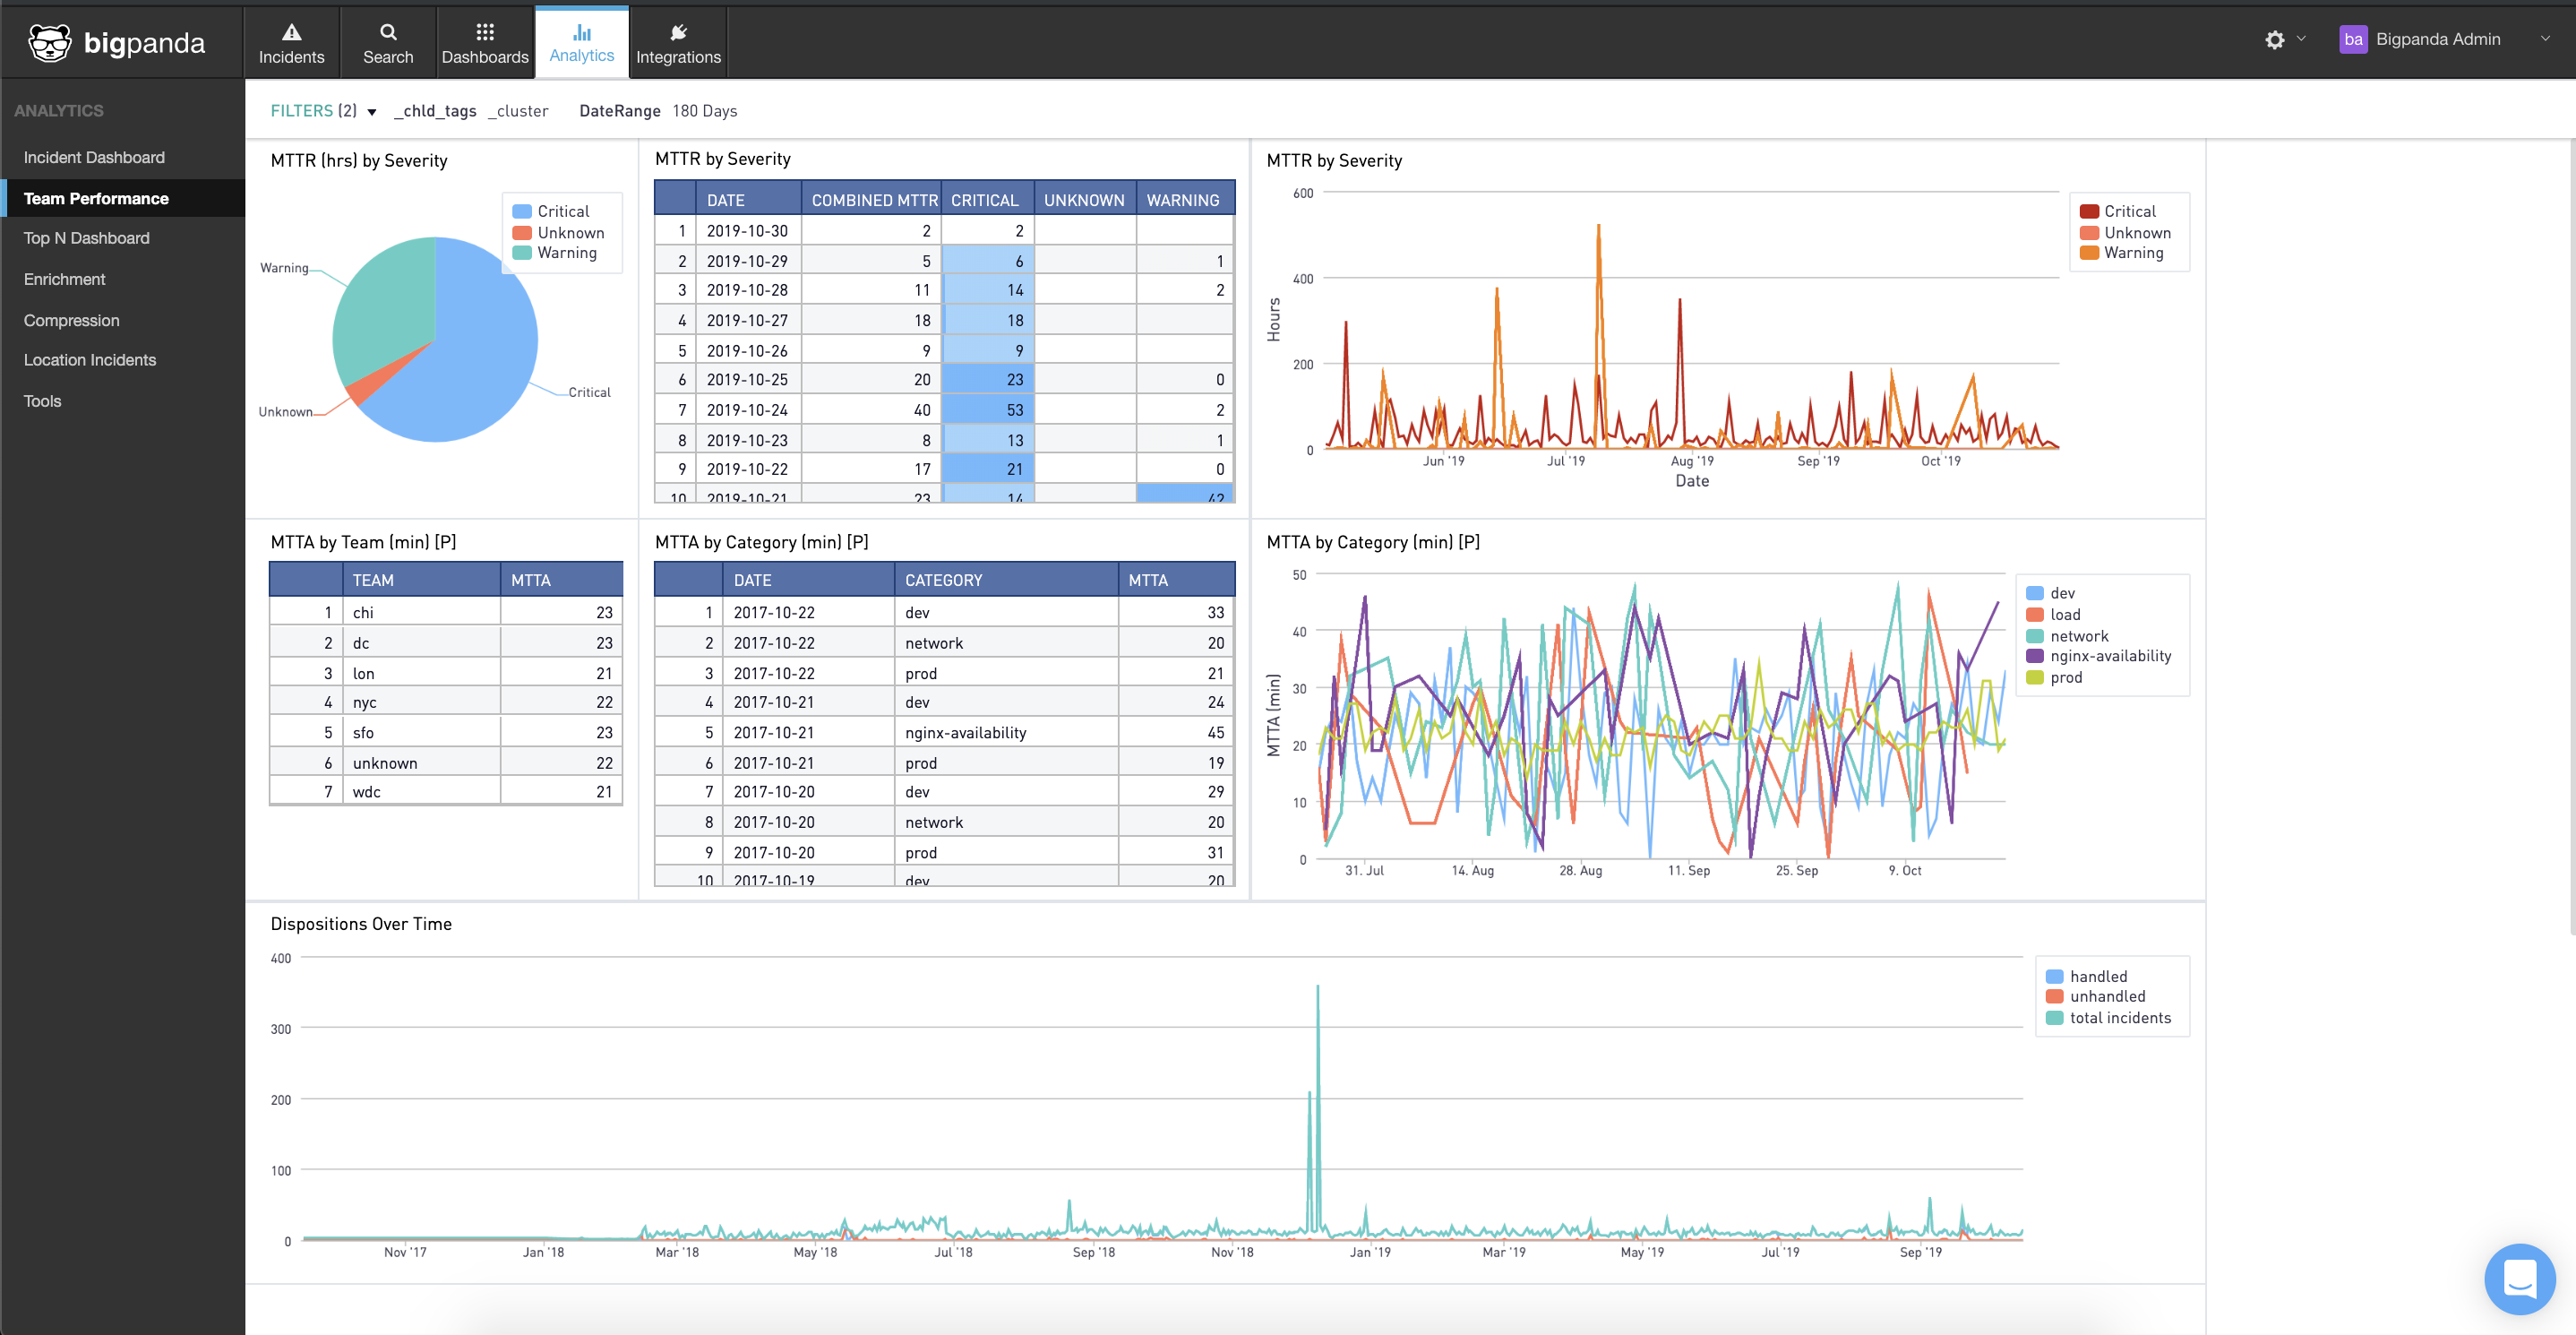 bigpanda
Incidents
Search
Dashboards
Analytics
Integrations
Bigpanda Admin
ba
ANALYTICS
Incident Dashboard
Team Performance
Top N Dashboard
Enrichment
Compression
Location Incidents
Tools
FILTERS (2) _chld_tags _cluster DateRange 180 Days
MTTR (hrs) by Severity
Critical
Unknown
Warning
Warning
Critical
Unknown
MTTR by Severity
DATE COMBINED MTTR CRITICAL UNKNOWN WARNING
1 2019-10-30 2 2
2 2019-10-29 5 6 1
3 2019-10-28 11 14 2
4 2019-10-27 18 18
5 2019-10-26 9 9
6 2019-10-25 20 23 0
7 2019-10-24 40 53 2
8 2019-10-23 8 13 1
9 2019-10-22 17 21 0
10 2019-10-21 23 14 42
MTTR by Severity
600
400
200
0
Hours
Jun '19 Jul '19 Aug '19 Sep '19 Oct '19
Date
Critical
Unknown
Warning
MTTA by Team (min) [P]
TEAM MTTA
1 chi 23
2 dc 23
3 lon 21
4 nyc 22
5 sfo 23
6 unknown 22
7 wdc 21
MTTA by Category (min) [P]
DATE CATEGORY MTTA
1 2017-10-22 dev 33
2 2017-10-22 network 20
3 2017-10-22 prod 21
4 2017-10-21 dev 24
5 2017-10-21 nginx-availability 45
6 2017-10-21 prod 19
7 2017-10-20 dev 29
8 2017-10-20 network 20
9 2017-10-20 prod 31
10 2017-10-19 dev 20
MTTA by Category (min) [P]
50
40
30
20
10
0
MTTA (min)
31. Jul 14. Aug 28. Aug 11. Sep 25. Sep 9. Oct
dev
load
network
nginx-availability
prod
Dispositions Over Time
400
300
200
100
0
Nov '17 Jan '18 Mar '18 May '18 Jul '18 Sep '18 Nov '18 Jan '19 Mar '19 May '19 Jul '19 Sep '19
handled
unhandled
total incidents